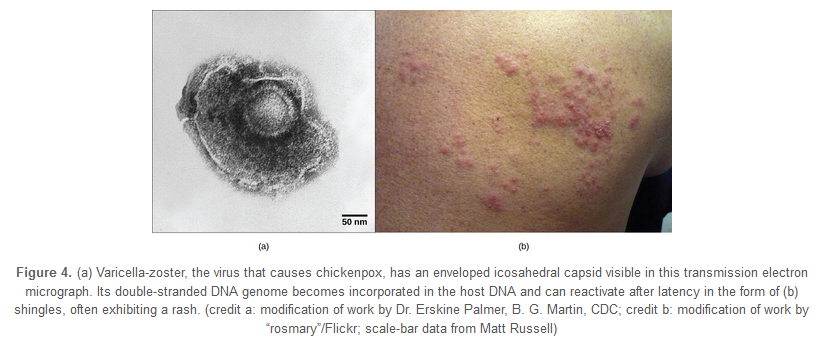 50 nm
(a) (b)
Figure 4. (a) Varicella-zoster, the virus that causes chickenpox, has an enveloped icosahedral capsid visible in this transmission electron
micrograph. Its double-stranded DNA genome becomes incorporated in the host DNA and can reactivate after latency in the form of (b)
shingles, often exhibiting a rash. (credit a: modification of work by Dr. Erskine Palmer, B. G. Martin, CDC; credit b: modification of work by
“rosmary”/Flickr; scale-bar data from Matt Russell)